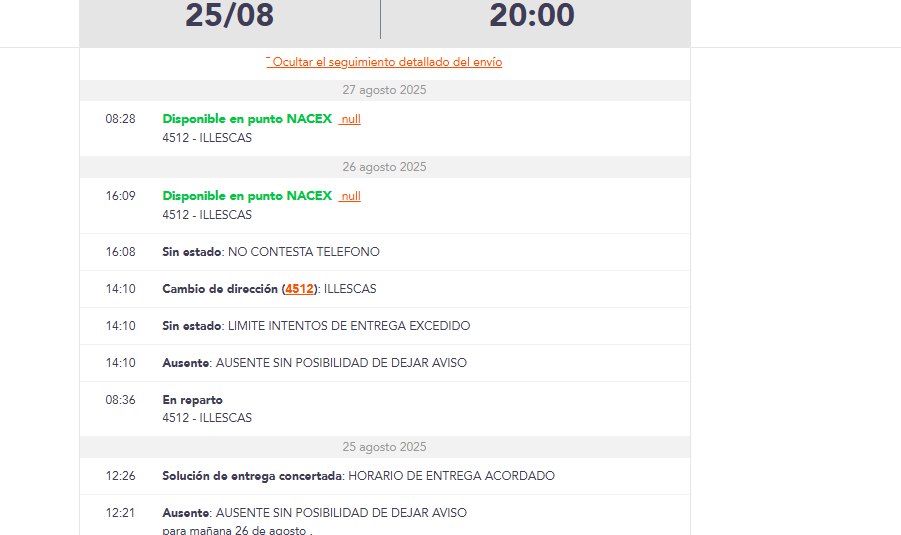 25/08 20:00
Ocultar el seguimiento detallado del envío
27 agosto 2025
08:28 Disponible en punto NACEX null
4512 - ILLESCAS
26 agosto 2025
16:09 Disponible en punto NACEX null
4512 - ILLESCAS
16:08 Sin estado: NO CONTESTA TELEFONO
14:10 Cambio de dirección (4512): ILLESCAS
14:10 Sin estado: LIMITE INTENTOS DE ENTREGA EXCEDIDO
14:10 Ausente: AUSENTE SIN POSIBILIDAD DE DEJAR AVISO
08:36 En reparto
4512 - ILLESCAS
25 agosto 2025
12:26 Solución de entrega concertada: HORARIO DE ENTREGA ACORDADO
12:21 Ausente: AUSENTE SIN POSIBILIDAD DE DEJAR AVISO
para mañana 26 de agosto .